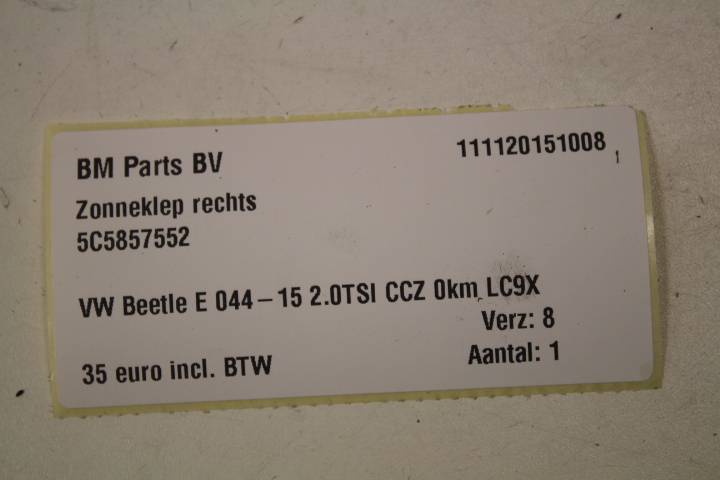 BM Parts BV
111120151008
Zonneklep rechts
5C5857552
VW Beetle E 044-15 2.0TSI CCZ 0km LC9X
Verz: 8
35 euro incl. BTW
Aantal: 1